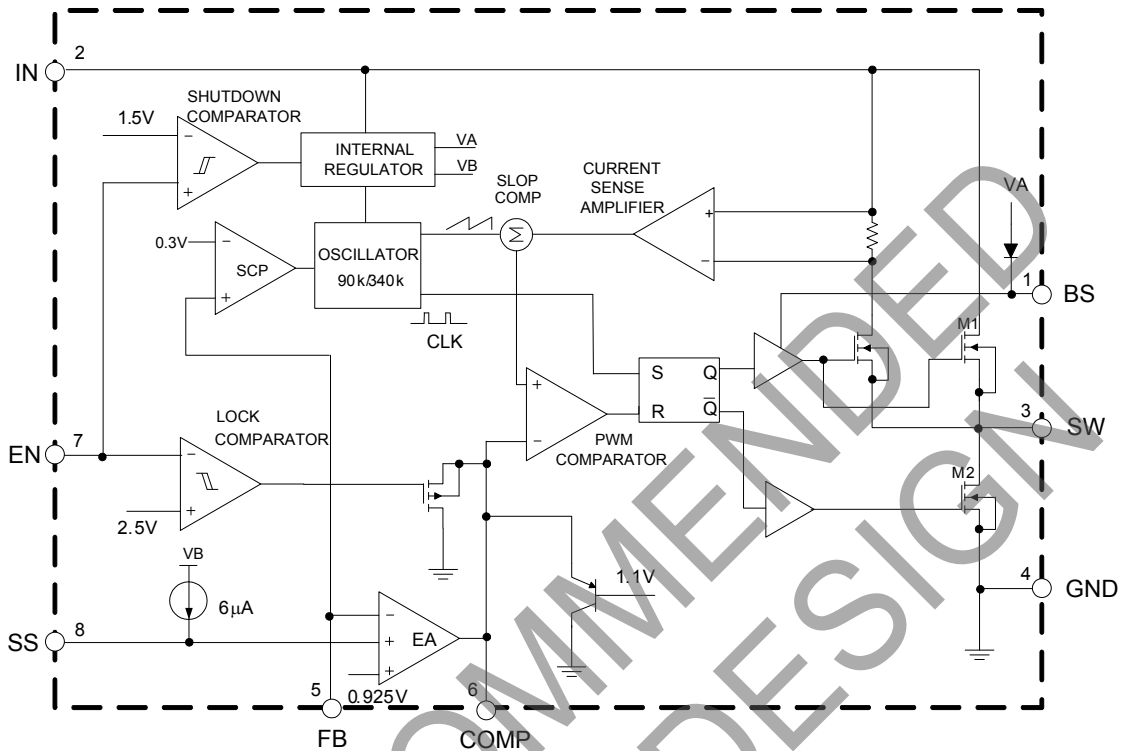 2
IN
SHUTDOWN
COMPARATOR
1.5V
−
+
INTERNAL
REGULATOR
VA
VB
SLOP
COMP
Σ
CURRENT
SENSE
AMPLIFIER
+
−
VA
0.3V
−
+
SCP
OSCILLATOR
90k/340k
CLK
1
BS
M1
S
Q
R
Q̅
+
−
PWM
COMPARATOR
3
SW
7
EN
LOCK
COMPARATOR
−
+
2.5V
M2
VB
6µA
1.1V
4
GND
8
SS
−
+
+
EA
0.925V
5
FB
6
COMP
OMMENDED
DESIGN